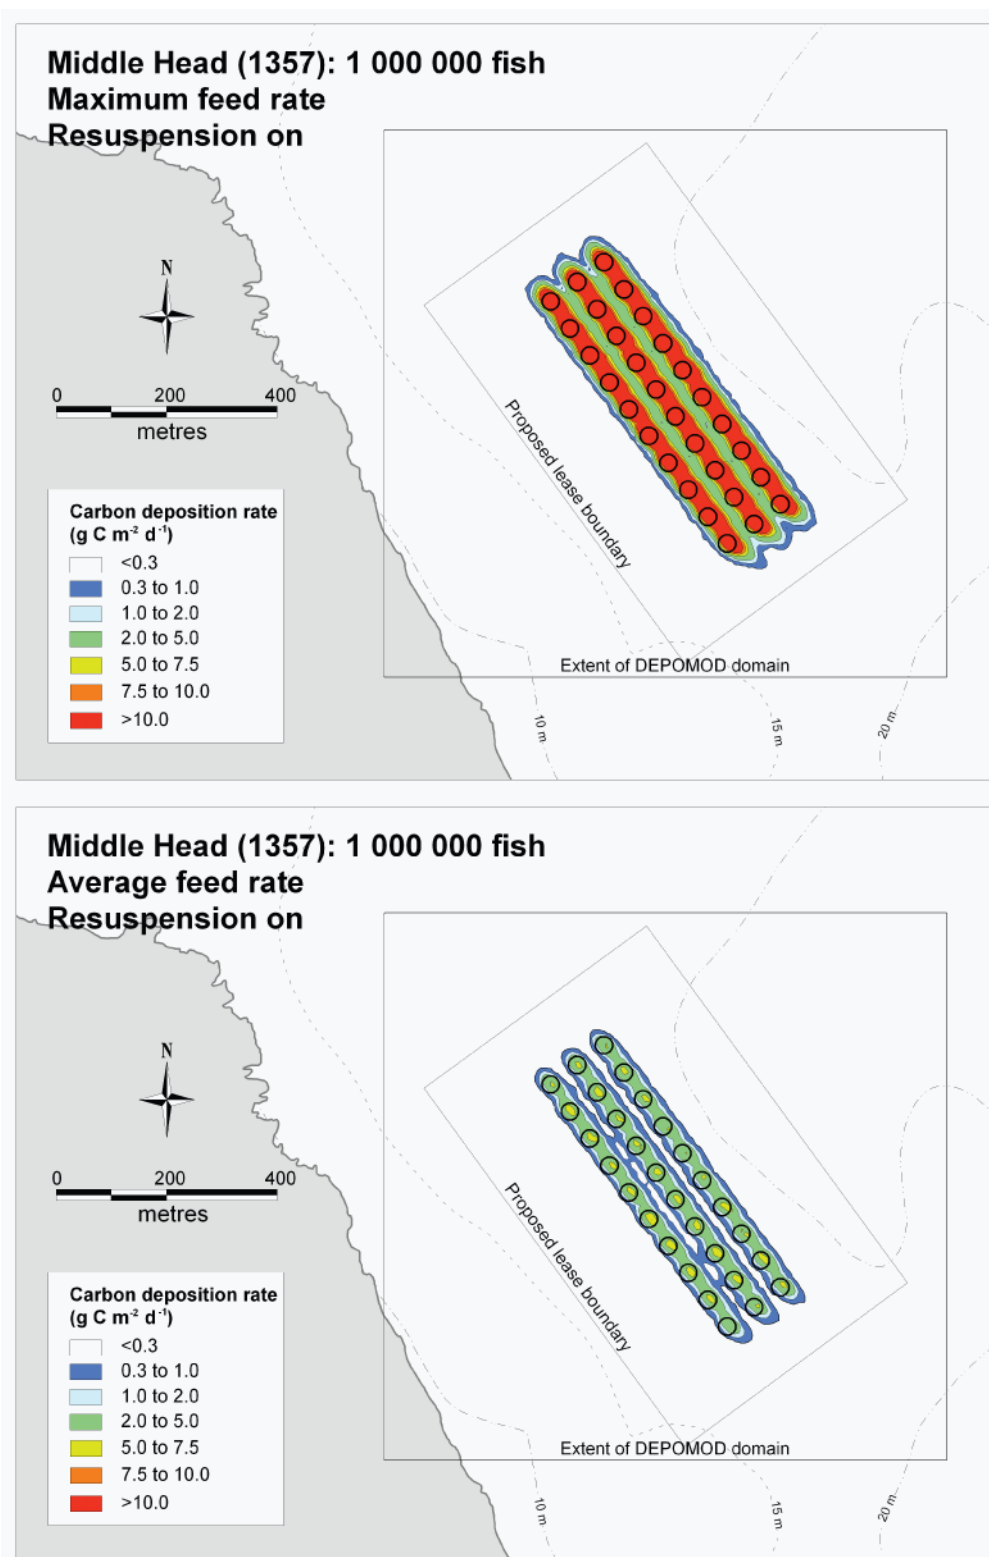 Middle Head (1357): 1 000 000 fish
Maximum feed rate
Resuspension on
N
0 200 400
metres
Proposed lease boundary
Carbon deposition rate
(g C m⁻² d⁻¹)
<0.3
0.3 to 1.0
1.0 to 2.0
2.0 to 5.0
5.0 to 7.5
7.5 to 10.0
>10.0
Extent of DEPOMOD domain
10 m
15 m
20 m
Middle Head (1357): 1 000 000 fish
Average feed rate
Resuspension on
N
0 200 400
metres
Proposed lease boundary
Carbon deposition rate
(g C m⁻² d⁻¹)
<0.3
0.3 to 1.0
1.0 to 2.0
2.0 to 5.0
5.0 to 7.5
7.5 to 10.0
>10.0
Extent of DEPOMOD domain
10 m
15 m
20 m